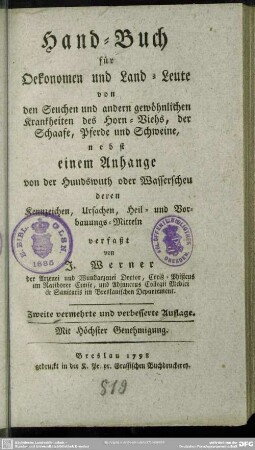 Hand-Buch
für
Oekonomen und Land-Leute
von
den Seuchen und andern gewöhnlichen
Krankheiten des Horn-Viehs, der
Schaafe, Pferde und Schweine,
nebst
einem Anhange
von der Hundswuth oder Wasserscheu
deren
Kennzeichen, Ursachen, Heil- und Vor-
bauungs-Mitteln
verfaßt
von
J. Werner
der Arzenei und Wundarznei Doctor, Creis-Physicus
im Ratiborer Creise, und Adjunctus Collegii Medici
& Sanitatis im Breslauischen Departement.
Zweite vermehrte und verbesserte Auflage.
Mit Höchster Genehmigung.
Breslau 1798
gedruckt in der K. Pr. pr. Graßischen Buchdruckerey.
819